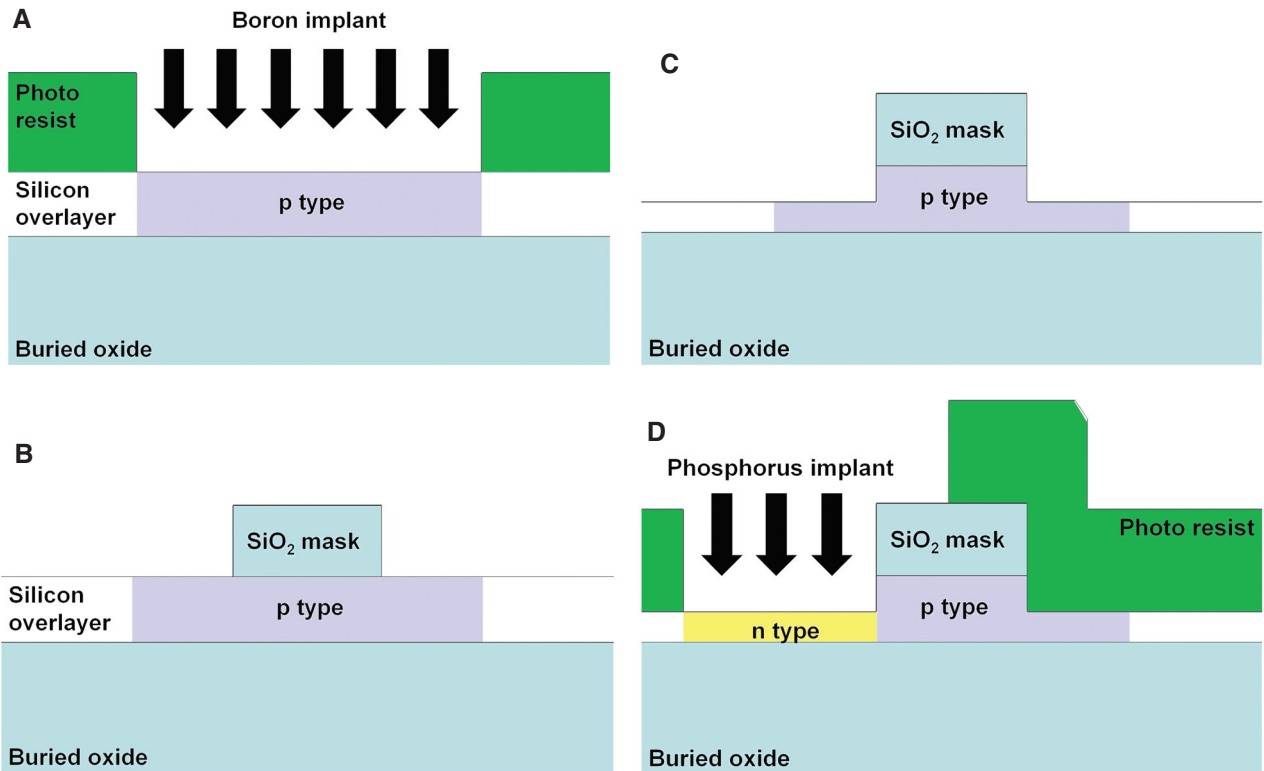 A
Boron implant
Photo
resist
Silicon
overlayer
p type
Buried oxide
B
SiO₂ mask
Silicon
overlayer
p type
Buried oxide
C
SiO₂ mask
p type
Buried oxide
D
Phosphorus implant
SiO₂ mask
Photo resist
p type
n type
Buried oxide